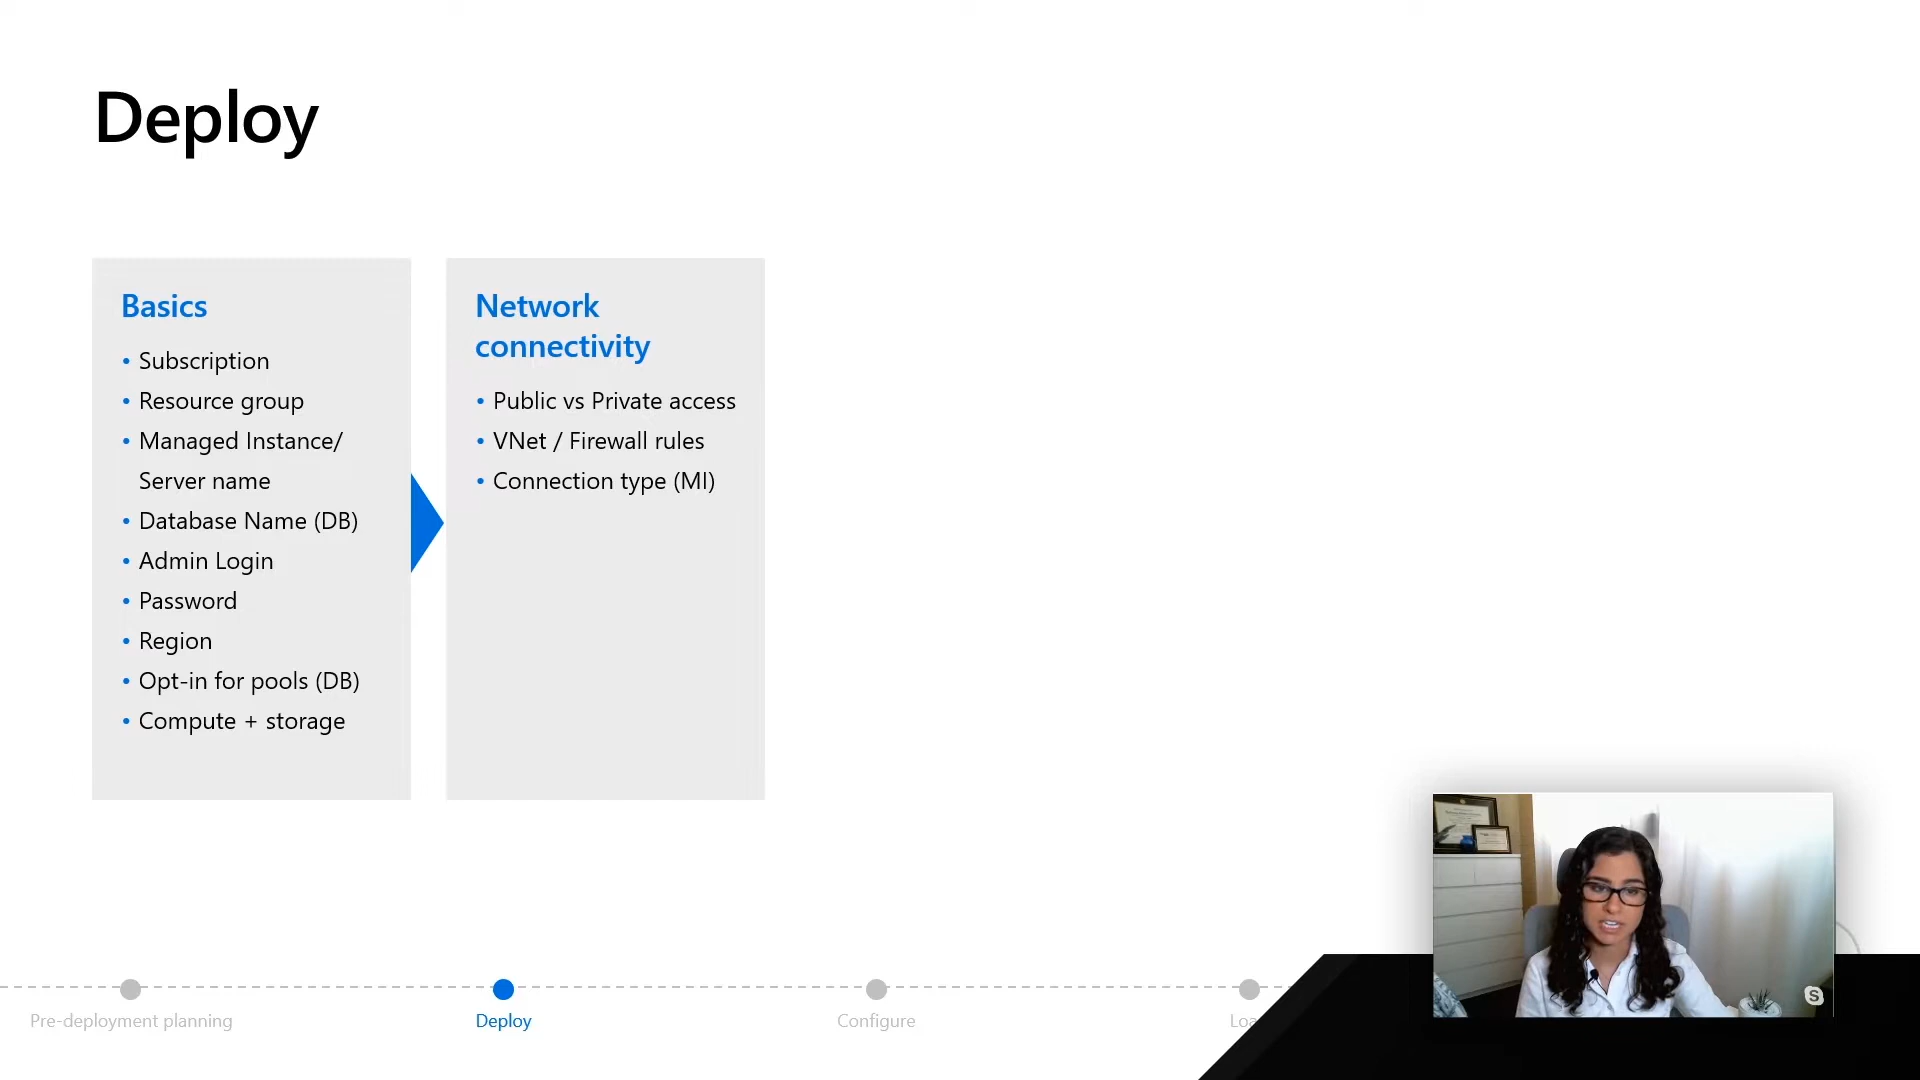 Deploy
Basics
• Subscription
• Resource group
• Managed Instance/
Server name
• Database Name (DB)
• Admin Login
• Password
• Region
• Opt-in for pools (DB)
• Compute + storage
Network
connectivity
• Public vs Private access
• VNet / Firewall rules
• Connection type (MI)
Pre-deployment planning
Deploy
Configure